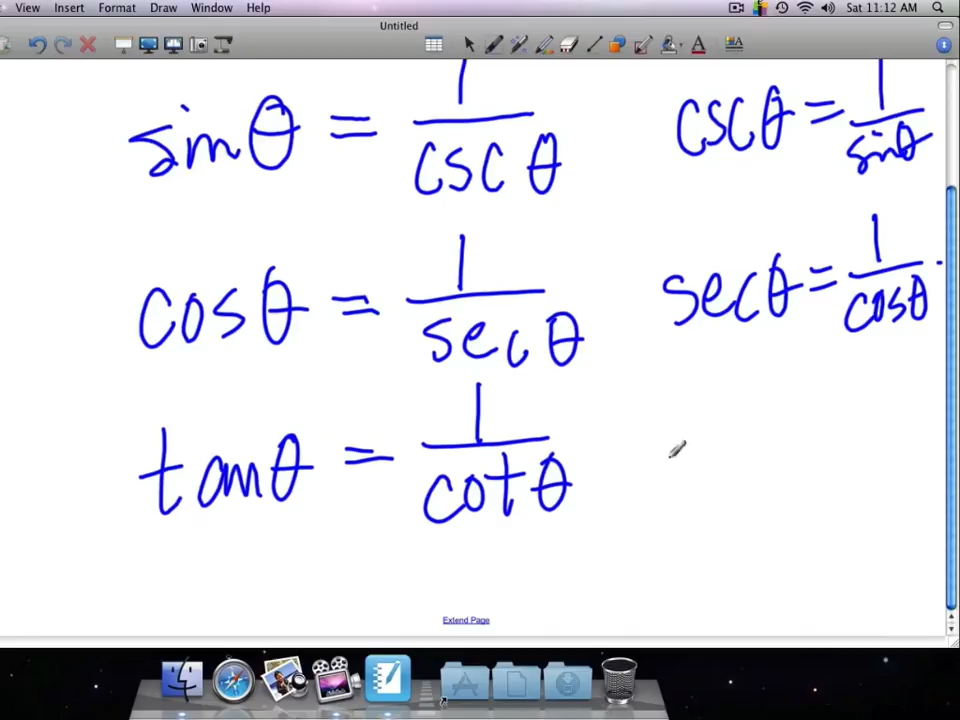 View Insert Format Draw Window Help Sat 11:12 AM
Untitled
sinθ = 1/cscθ cscθ = 1/sinθ
cosθ = 1/secθ secθ = 1/cosθ
tanθ = 1/cotθ
Extend Page